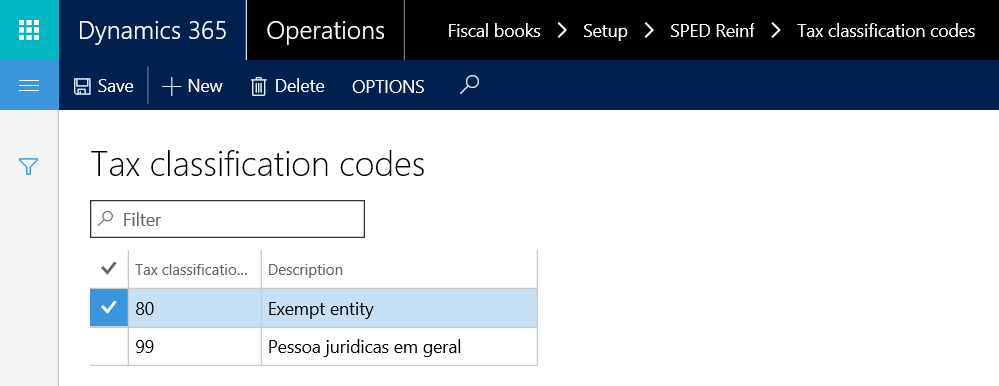 Dynamics 365 Operations Fiscal books > Setup > SPED Reinf > Tax classification codes
Save New Delete OPTIONS
Tax classification codes
Filter
Tax classificatio... Description
80 Exempt entity
99 Pessoa juridicas em geral